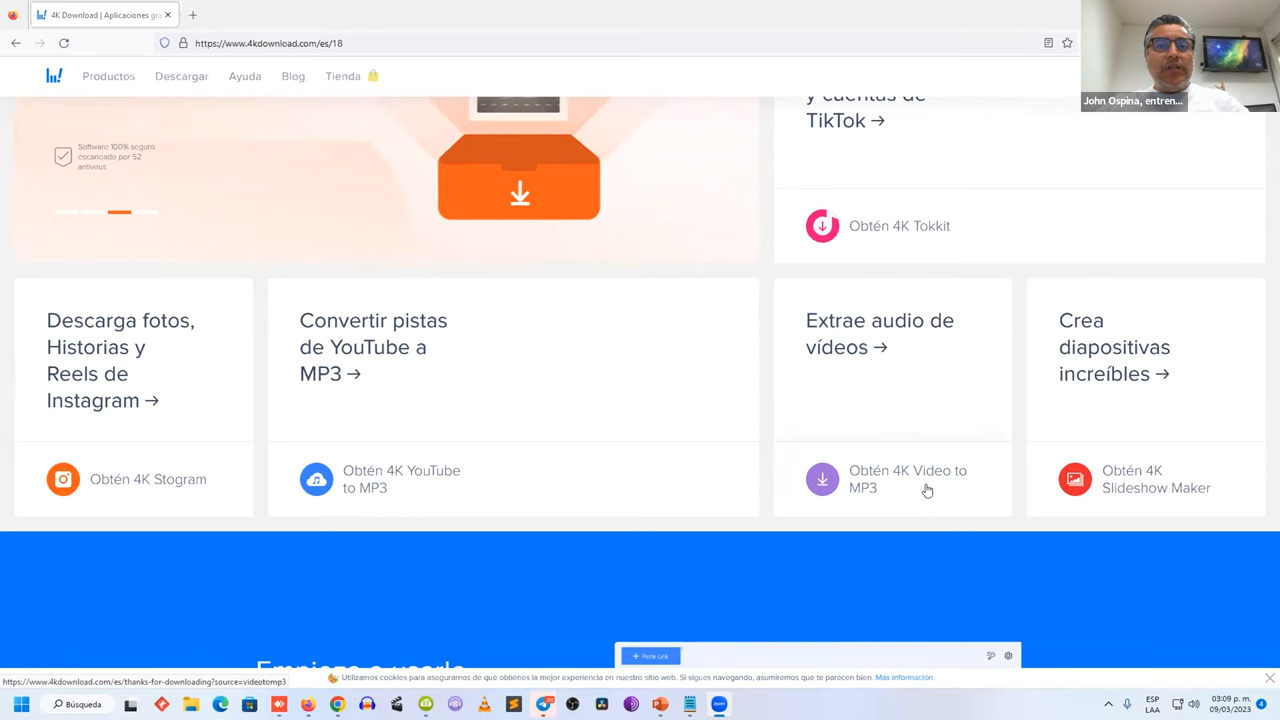 4K Download | Aplicaciones gra
https://www.4kdownload.com/es/18
John Ospina, entren...
Productos
Descargar
Ayuda
Blog
Tienda
Software 100% seguro
escaneado por 52
antivirus
y cuentas de
TikTok →
Obtén 4K Tokkit
Descarga fotos,
Historias y
Reels de
Instagram →
Obtén 4K Stogram
Convertir pistas
de YouTube a
MP3 →
Obtén 4K YouTube
to MP3
Extrae audio de
vídeos →
Obtén 4K Video to
MP3
Crea
diapositivas
increíbles →
Obtén 4K
Slideshow Maker
Empieza a usarlo
+ Paste Link
https://www.4kdownload.com/es/thanks-for-downloading?source=videotomp3
Utilizamos cookies para asegurarnos de que obtienes la mejor experiencia en nuestro sitio web. Si sigues navegando, asumiremos que te parecen bien. Más información.
Búsqueda
ESP
LAA
03:09 p. m.
09/03/2023
4